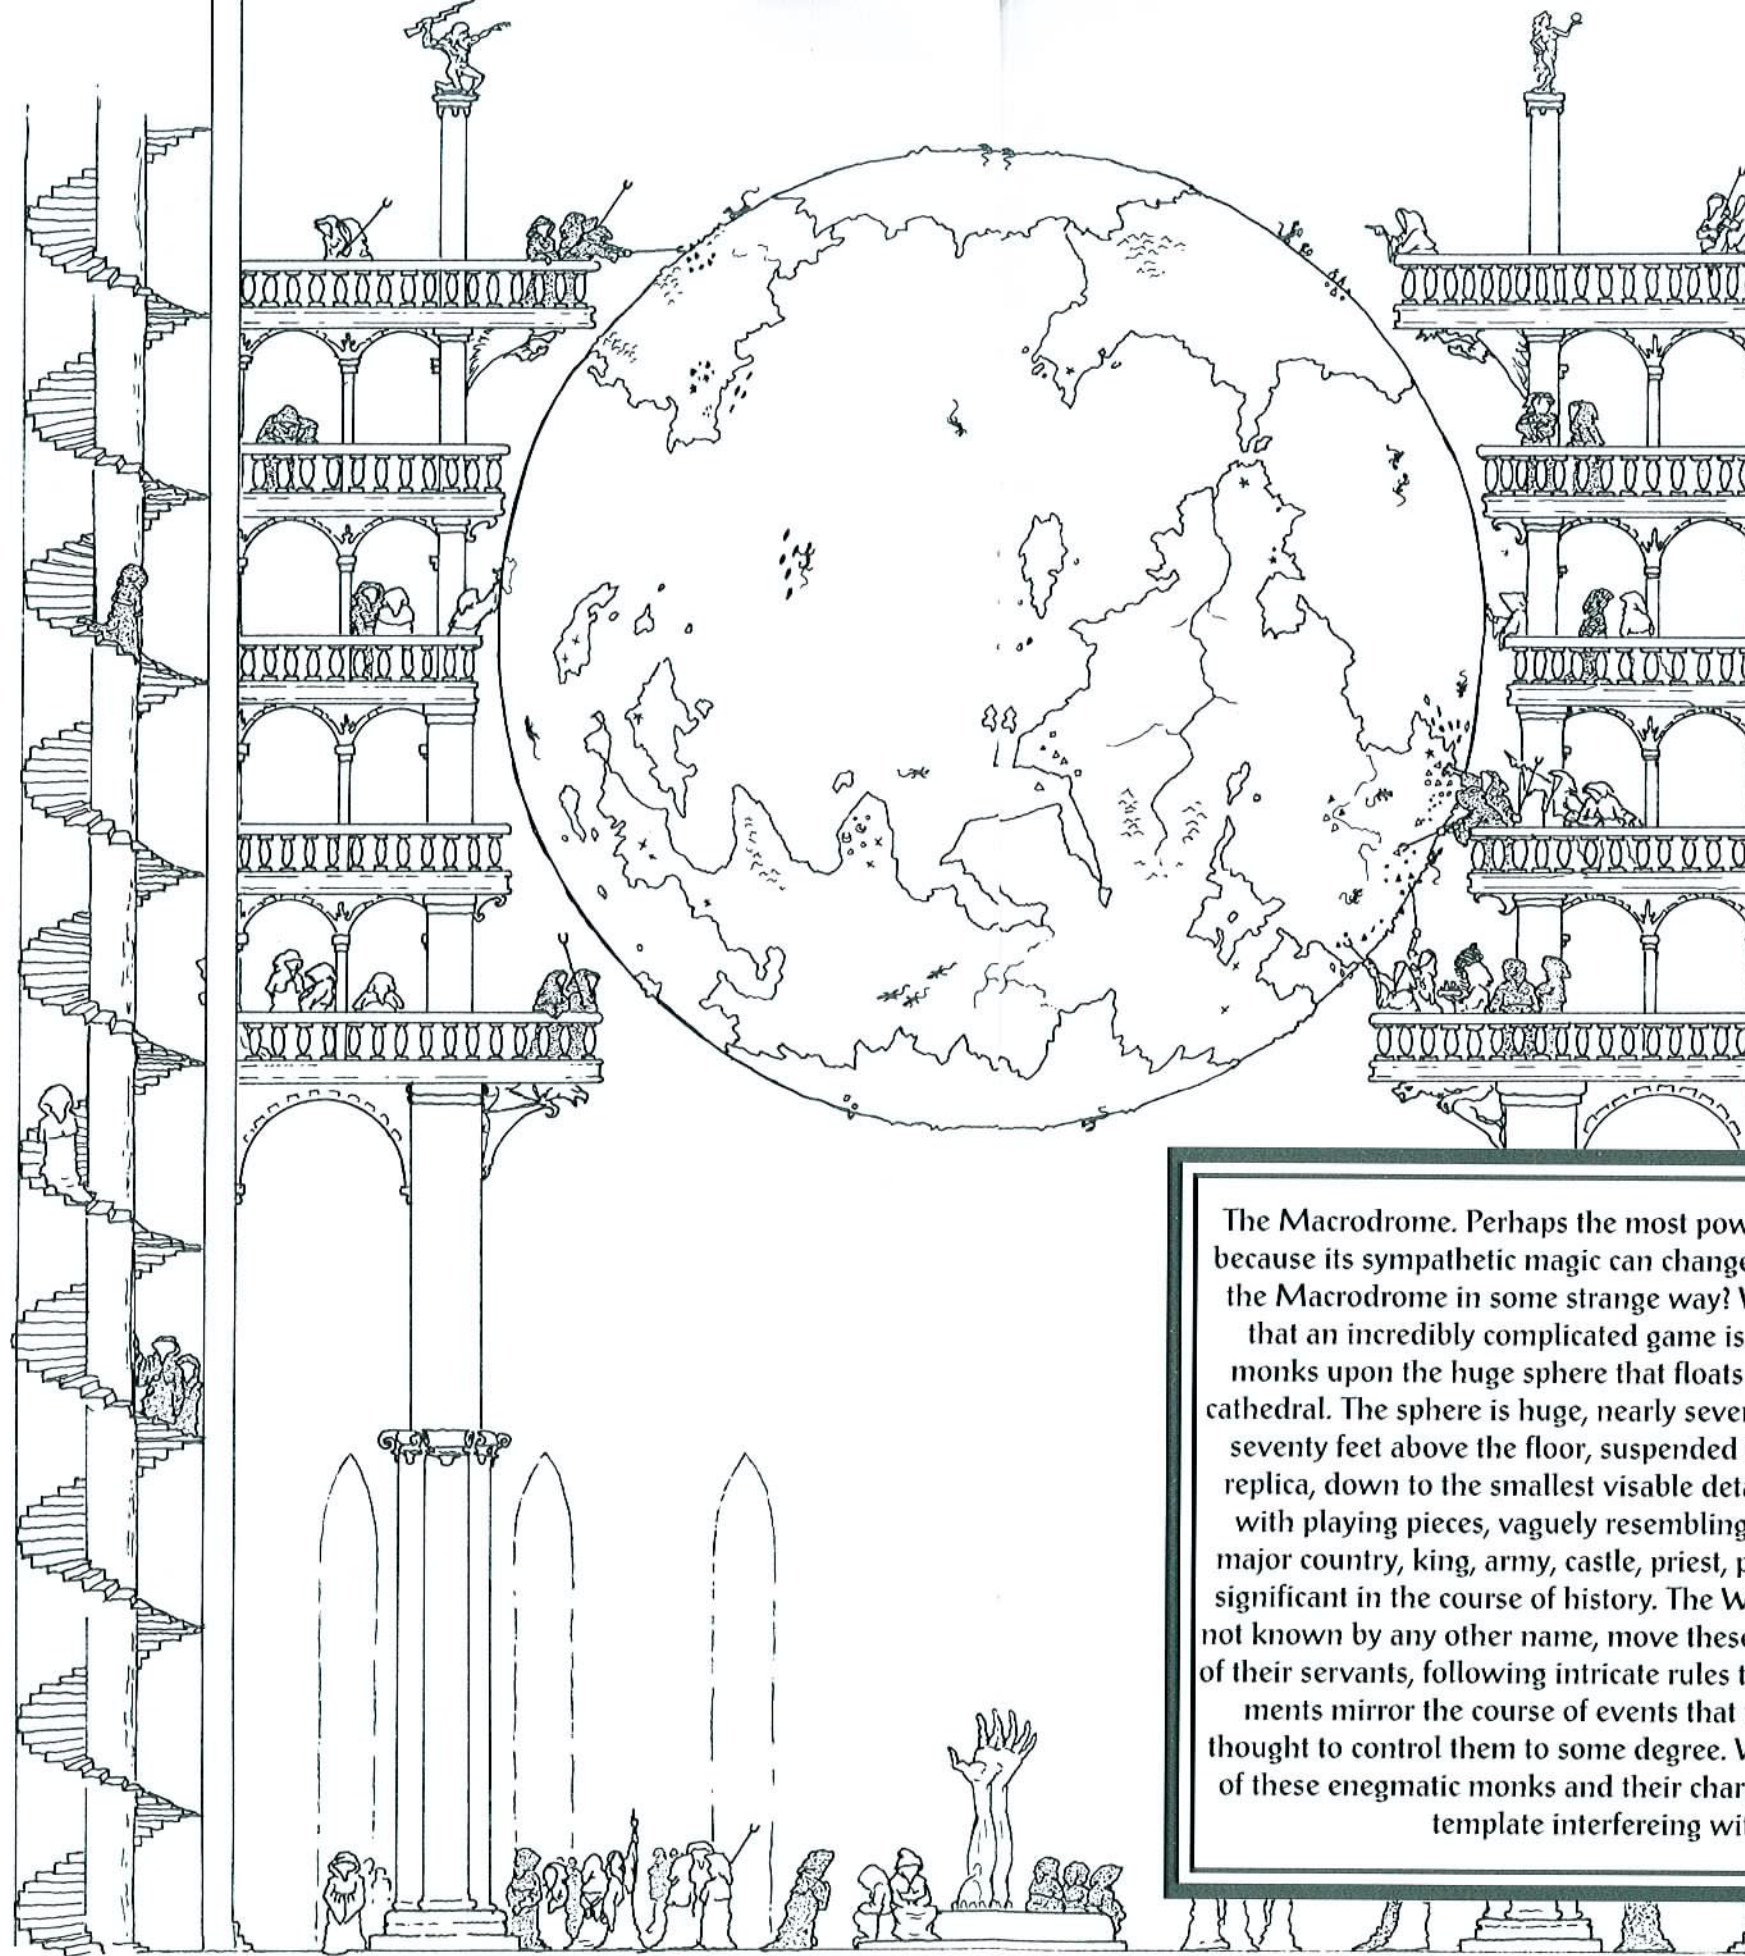 The Macrodrome. Perhaps the most pow
because its sympathetic magic can change
the Macrodrome in some strange way?
that an incredibly complicated game is
monks upon the huge sphere that floats
cathedral. The sphere is huge, nearly seve
seventy feet above the floor, suspended
replica, down to the smallest visable deta
with playing pieces, vaguely resembling
major country, king, army, castle, priest, p
significant in the course of history. The W
not known by any other name, move these
of their servants, following intricate rules t
ments mirror the course of events that
thought to control them to some degree.
of these enegmatic monks and their char
template interfereing wit